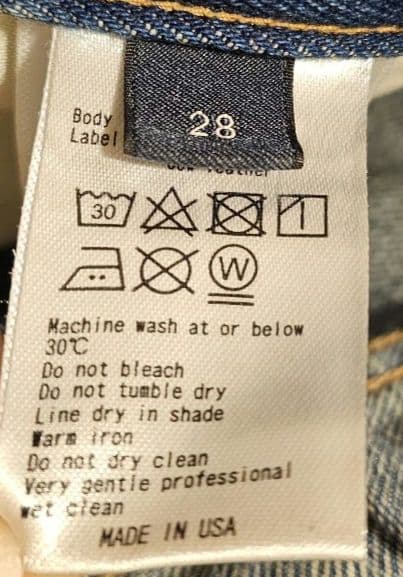 28
Body
Label
30
W
Machine wash at or below
30℃
Do not bleach
Do not tumble dry
Line dry in shade
Warm iron
Do not dry clean
Very gentle professional
wet clean
MADE IN USA